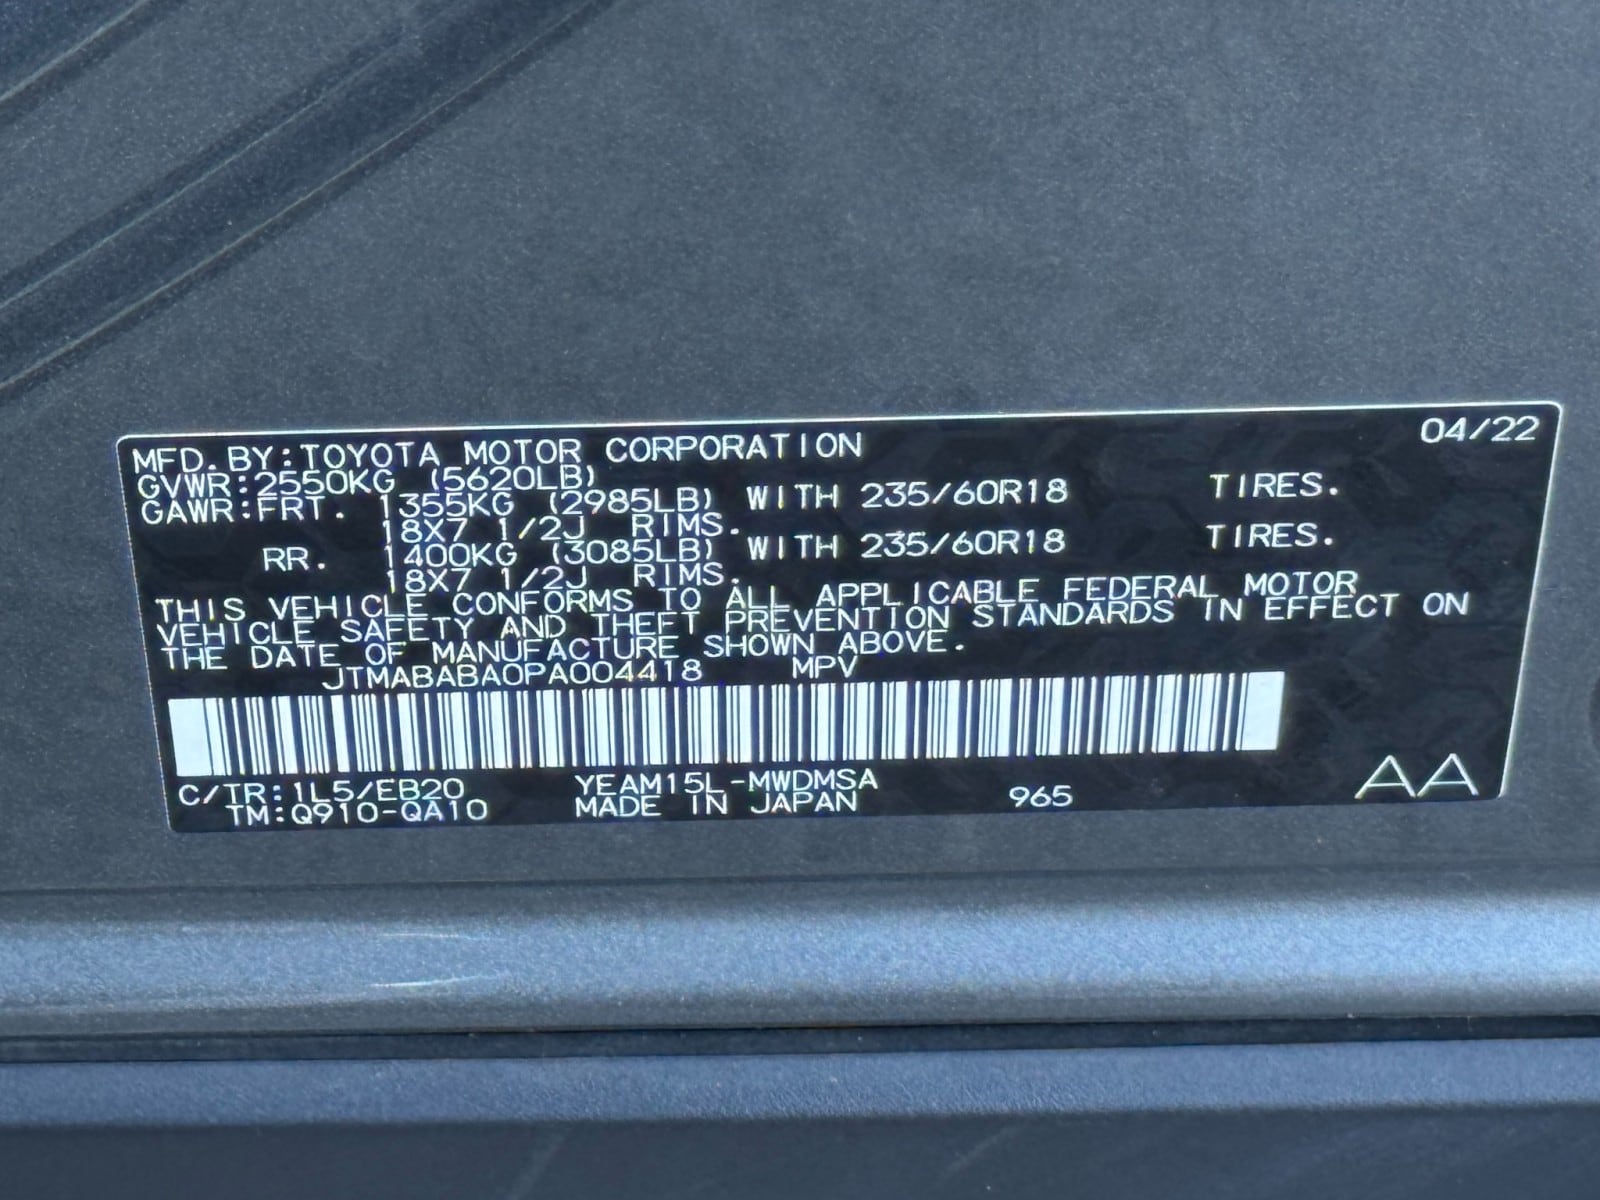 04/22
MFD. BY:TOYOTA MOTOR CORPORATION
GVWR:2550KG (5620LB)
GAWR:FRT. 1355KG (2985LB) WITH 235/60R18 TIRES.
18X7 1/2J RIMS.
RR. 1400KG (3085LB) WITH 235/60R18 TIRES.
18X7 1/2J RIMS.
THIS VEHICLE CONFORMS TO ALL APPLICABLE FEDERAL MOTOR
VEHICLE SAFETY AND THEFT PREVENTION STANDARDS IN EFFECT ON
THE DATE OF MANUFACTURE SHOWN ABOVE.
JTMABABA0PA004418 MPV
C/TR:1L5/EB20 YEAM15L-MWDMSA
TM:Q910-QA10 MADE IN JAPAN 965 AA